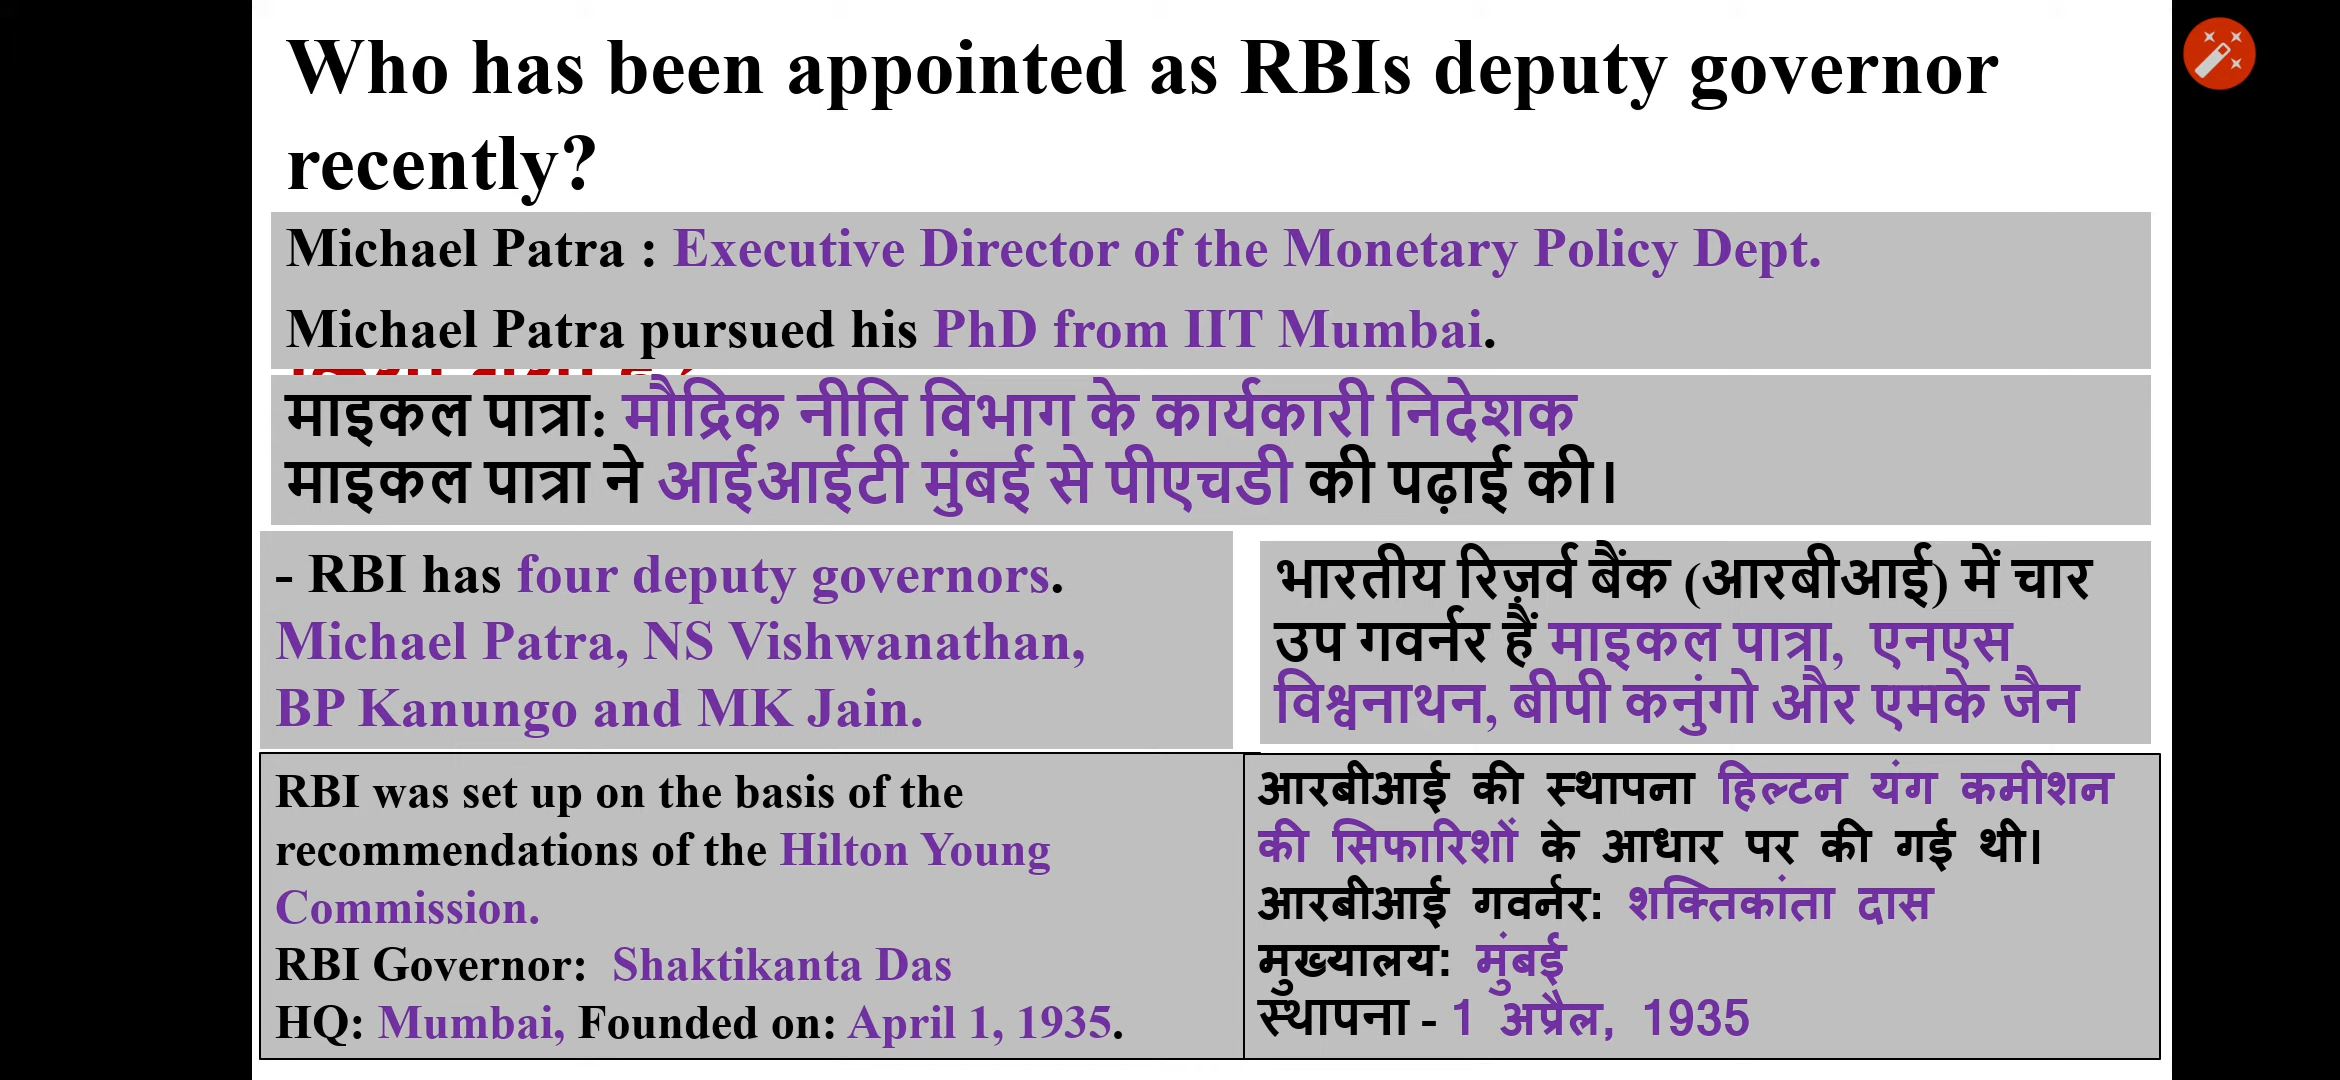 Who has been appointed as RBIs deputy governor
recently?
Michael Patra : Executive Director of the Monetary Policy Dept.
Michael Patra pursued his PhD from IIT Mumbai.
माइकल पात्रा: मौद्रिक नीति विभाग के कार्यकारी निदेशक
माइकल पात्रा ने आईआईटी मुंबई से पीएचडी की पढ़ाई की।
- RBI has four deputy governors.
Michael Patra, NS Vishwanathan,
BP Kanungo and MK Jain.
भारतीय रिज़र्व बैंक (आरबीआई) में चार
उप गवर्नर हैं माइकल पात्रा, एनएस
विश्वनाथन, बीपी कनुंगो और एमके जैन
RBI was set up on the basis of the
recommendations of the Hilton Young
Commission.
RBI Governor: Shaktikanta Das
HQ: Mumbai, Founded on: April 1, 1935.
आरबीआई की स्थापना हिल्टन यंग कमीशन
की सिफारिशों के आधार पर की गई थी।
आरबीआई गवर्नर: शक्तिकांता दास
मुख्यालय: मुंबई
स्थापना - 1 अप्रैल, 1935